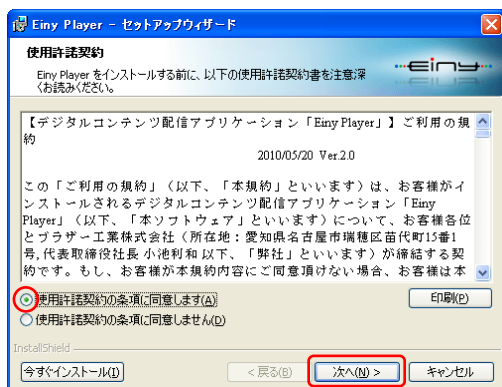 Einy Player - セットアップウィザード
使用許諾契約
Einy Player をインストールする前に、以下の使用許諾契約書を注意深
くお読みください。
Einy
【デジタルコンテンツ配信アプリケーション「Einy Player」】ご利用の規
約
2010/05/20 Ver.2.0
この「ご利用の規約」（以下、「本規約」といいます）は、お客様がイ
ンストールされるデジタルコンテンツ配信アプリケーション「Einy
Player」（以下、「本ソフトウェア」といいます）について、お客様各位
とブラザー工業株式会社（所在地：愛知県名古屋市瑞穂区苗代町15番1
号,代表取締役社長 小池利和 以下、「弊社」といいます）が締結する契
約です。もし、お客様が本規約内容にご同意頂けない場合、お客様は本
使用許諾契約の条項に同意します(A)
印刷(P)
使用許諾契約の条項に同意しません(D)
InstallShield
今すぐインストール(I)
< 戻る(B)
次へ(N) >
キャンセル